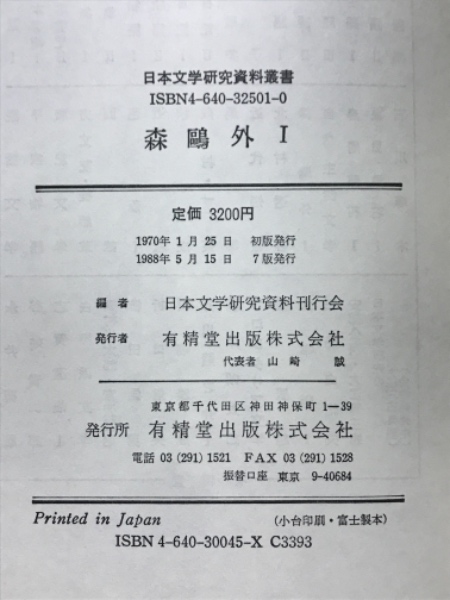 日本文学研究資料叢書
ISBN4-640-32501-0
森鷗外 I
定価 3200円
1970年 1 月 25 日 初版発行
1988年 5 月 15 日 7 版発行
編者 日本文学研究資料刊行会
発行者 有精堂出版株式会社
代表者 山崎 誠
東京都千代田区神田神保町 1—39
発行所 有精堂出版株式会社
電話 03 (291) 1521 FAX 03 (291) 1528
振替口座 東京 9-40684
Printed in Japan (小台印刷・富士製本)
ISBN 4-640-30045-X C3393